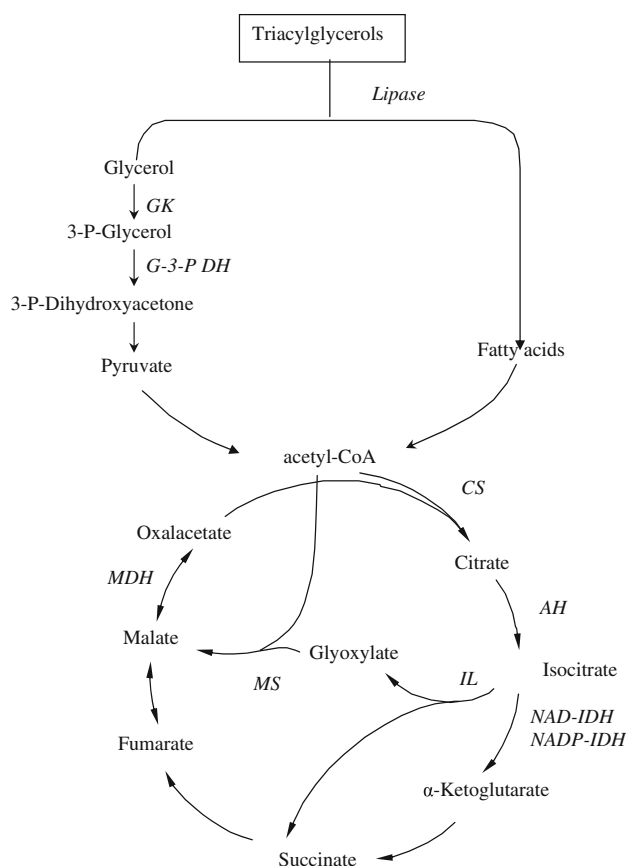 Triacylglycerols
Lipase
Glycerol
GK
3-P-Glycerol
G-3-P DH
3-P-Dihydroxyacetone
Pyruvate
Fatty acids
acetyl-CoA
CS
Oxalacetate
Citrate
MDH
AH
Malate
Glyoxylate
IL
Isocitrate
MS
NAD-IDH
NADP-IDH
Fumarate
α-Ketoglutarate
Succinate